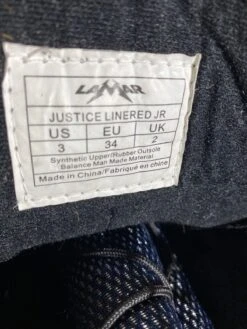 LAMAR
JUSTICE LINERED JR
US EU UK
3 34 2
Synthetic Upper/Rubber Outsole
Balance Man Made Material
Made in China/Fabriqué en chine